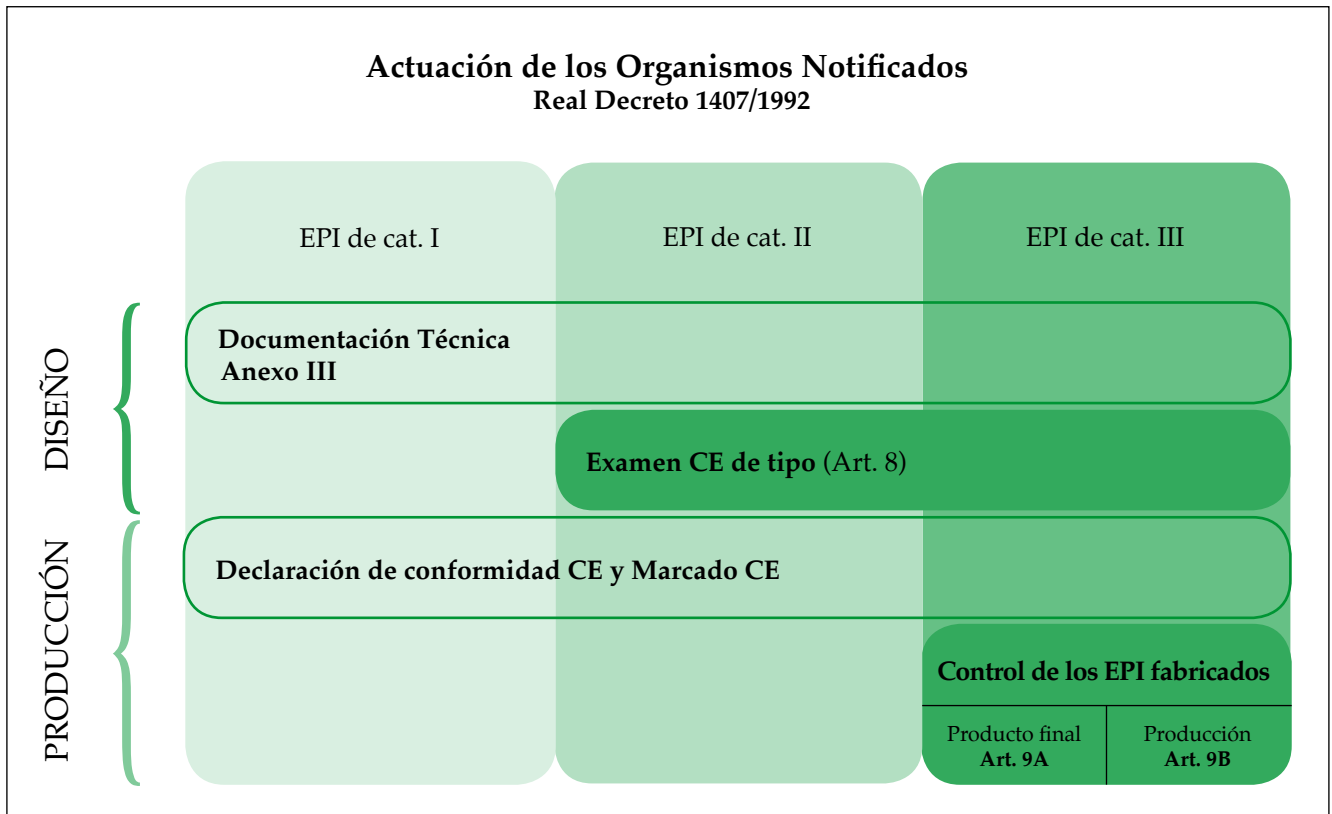 Actuación de los Organismos Notificados
Real Decreto 1407/1992
EPI de cat. I
EPI de cat. II
EPI de cat. III
DISEÑO
Documentación Técnica
Anexo III
Examen CE de tipo (Art. 8)
PRODUCCIÓN
Declaración de conformidad CE y Marcado CE
Control de los EPI fabricados
Producto final
Art. 9A
Producción
Art. 9B